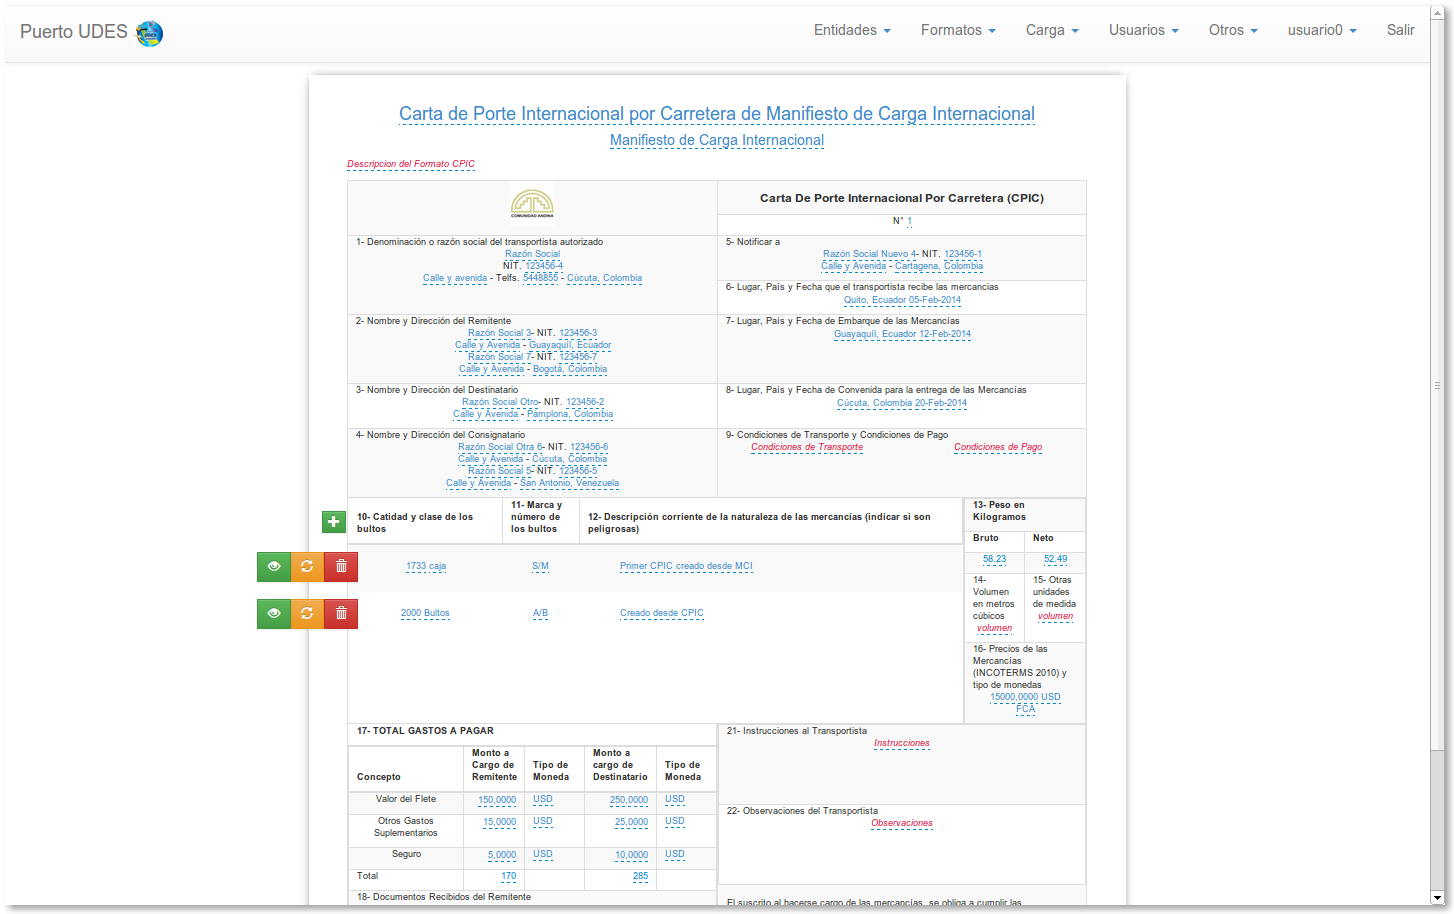 Puerto UDES
Entidades Formatos Carga Usuarios Otros usuario0 Salir
Carta de Porte Internacional por Carretera de Manifiesto de Carga Internacional
Manifiesto de Carga Internacional
Descripcion del Formato CPIC
COMUNIDAD ANDINA
Carta De Porte Internacional Por Carretera (CPIC)
N° 1
1- Denominación o razón social del transportista autorizado
Razón Social
NIT. 123456-4
Calle y avenida - Telfs. 5448855 - Cúcuta, Colombia
5- Notificar a
Razón Social Nuevo 4- NIT. 123456-1
Calle y Avenida - Cartagena, Colombia
6- Lugar, País y Fecha que el transportista recibe las mercancias
Quito, Ecuador 05-Feb-2014
2- Nombre y Dirección del Remitente
Razón Social 3- NIT. 123456-3
Calle y Avenida - Guayaquil, Ecuador
Razón Social 7- NIT. 123456-7
Calle y Avenida - Bogotá, Colombia
7- Lugar, País y Fecha de Embarque de las Mercancías
Guayaquil, Ecuador 12-Feb-2014
3- Nombre y Dirección del Destinatario
Razón Social Otro- NIT. 123456-2
Calle y Avenida - Pamplona, Colombia
8- Lugar, País y Fecha de Convenida para la entrega de las Mercancías
Cúcuta, Colombia 20-Feb-2014
4- Nombre y Dirección del Consignatario
Razón Social Otra 6- NIT. 123456-6
Calle y Avenida - Cúcuta, Colombia
Razón Social 5- NIT. 123456-5
Calle y Avenida - San Antonio, Venezuela
9- Condiciones de Transporte y Condiciones de Pago
Condiciones de Transporte Condiciones de Pago
10- Catidad y clase de los
bultos
11- Marca y
número de
los bultos
12- Descripción corriente de la naturaleza de las mercancías (indicar si son
peligrosas)
13- Peso en
Kilogramos
Bruto Neto
58.23 52.49
1733 caja S/M Primer CPIC creado desde MCI
2000 Bultos A/B Creado desde CPIC
14-
Volumen
en metros
cúbicos
volumen
15- Otras
unidades
de medida
volumen
16- Precios de las
Mercancías
(INCOTERMS 2010) y
tipo de monedas
15000,0000 USD
FCA
17- TOTAL GASTOS A PAGAR
Concepto
Monto a
Cargo de
Remitente
Tipo de
Moneda
Monto a
cargo de
Destinatario
Tipo de
Moneda
Valor del Flete 150,0000 USD 250,0000 USD
Otros Gastos
Suplementarios
15,0000 USD 25,0000 USD
Seguro 5,0000 USD 10,0000 USD
Total 170 285
18- Documentos Recibidos del Remitente
21- Instrucciones al Transportista
Instrucciones
22- Observaciones del Transportista
Observaciones
El suscrito al hacerse cargo de las mercancías, se obliga a cumplir las